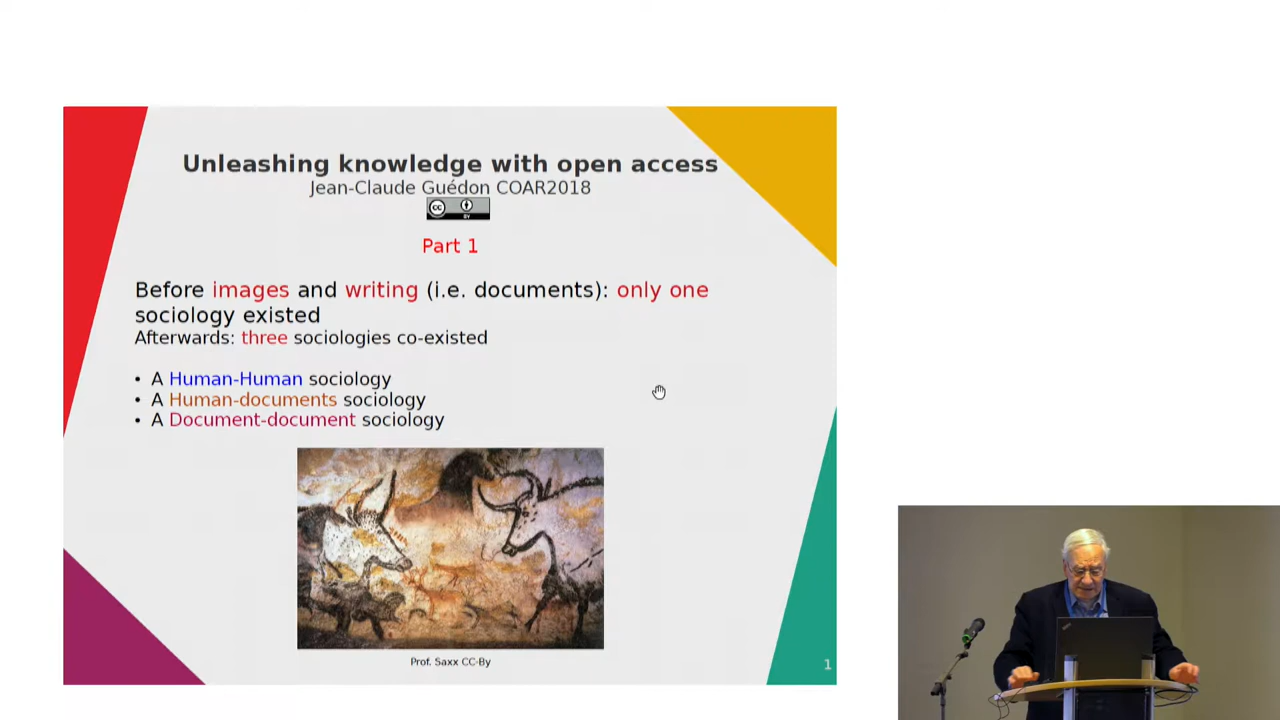 Unleashing knowledge with open access
Jean-Claude Guédon COAR2018
cc BY
Part 1
Before images and writing (i.e. documents): only one
sociology existed
Afterwards: three sociologies co-existed
• A Human-Human sociology
• A Human-documents sociology
• A Document-document sociology
Prof. Saxx CC-By
1